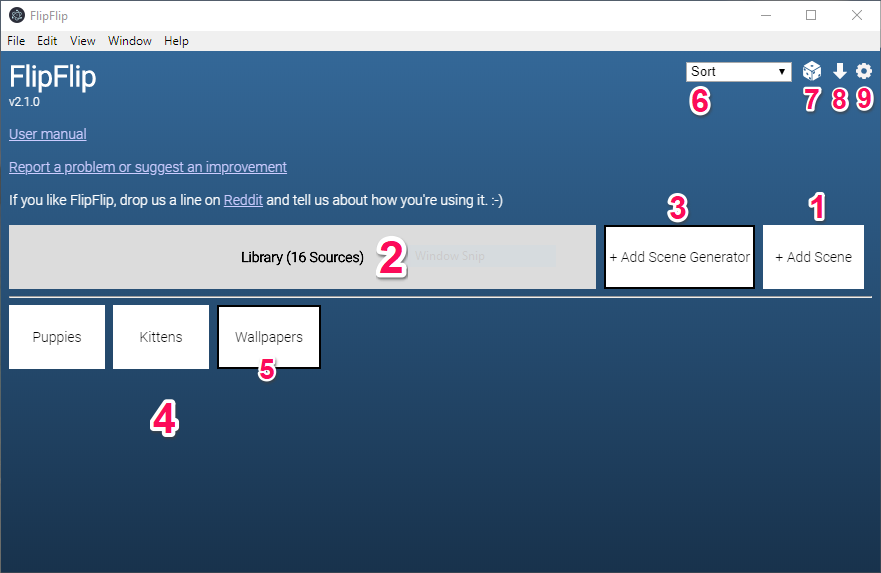 FlipFlip
File Edit View Window Help
FlipFlip
v2.1.0
Sort
6 7 8 9
User manual
Report a problem or suggest an improvement
If you like FlipFlip, drop us a line on Reddit and tell us about how you're using it. :-)
3 1
Library (16 Sources) 2 Window Snip + Add Scene Generator + Add Scene
Puppies Kittens Wallpapers
5
4